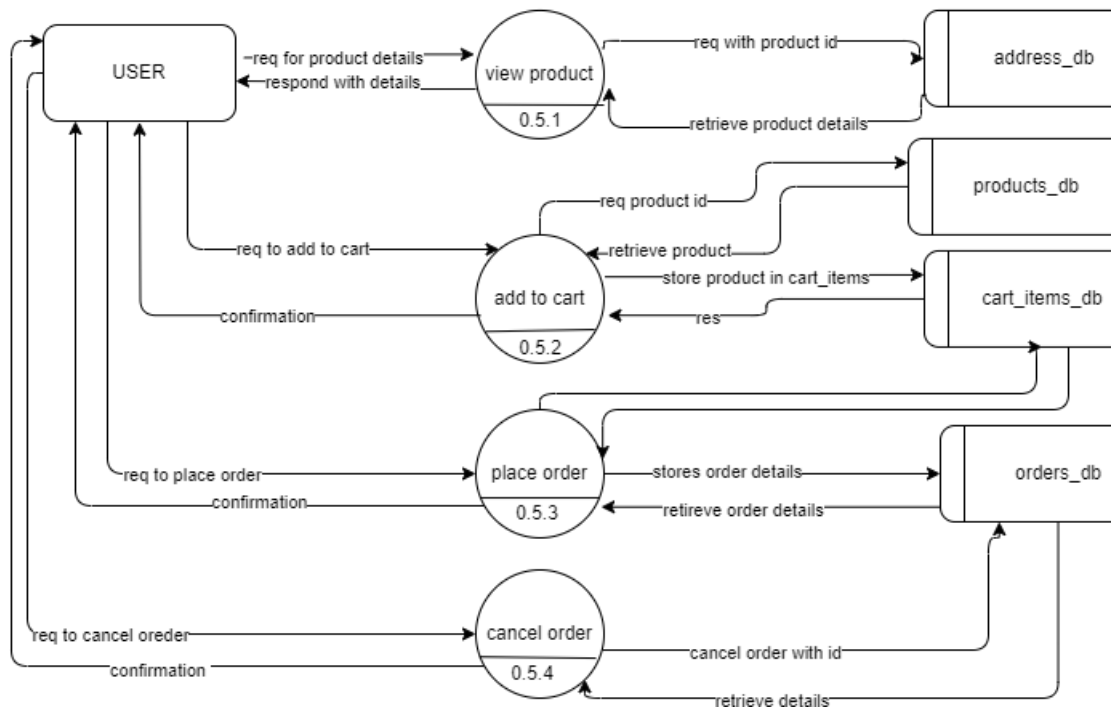 USER
req for product details
respond with details
view product
0.5.1
req with product id
retrieve product details
address_db
req product id
retrieve product
products_db
req to add to cart
add to cart
0.5.2
confirmation
store product in cart_items
res
cart_items_db
req to place order
confirmation
place order
0.5.3
stores order details
retireve order details
orders_db
req to cancel oreder
confirmation
cancel order
0.5.4
cancel order with id
retrieve details